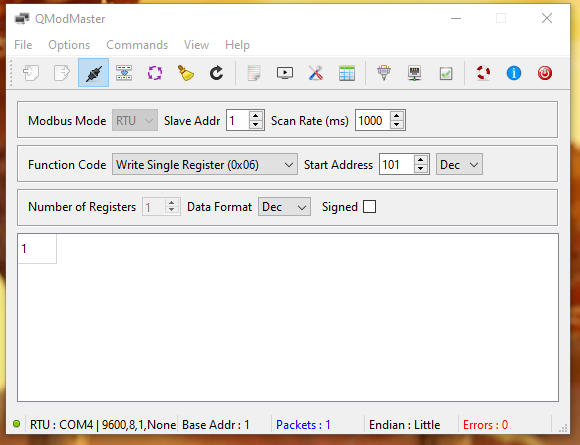 QModMaster
File Options Commands View Help
Modbus Mode RTU Slave Addr 1 Scan Rate (ms) 1000
Function Code Write Single Register (0x06) Start Address 101 Dec
Number of Registers 1 Data Format Dec Signed
1
RTU : COM4 | 9600,8,1,None Base Addr : 1 Packets : 1 Endian : Little Errors : 0